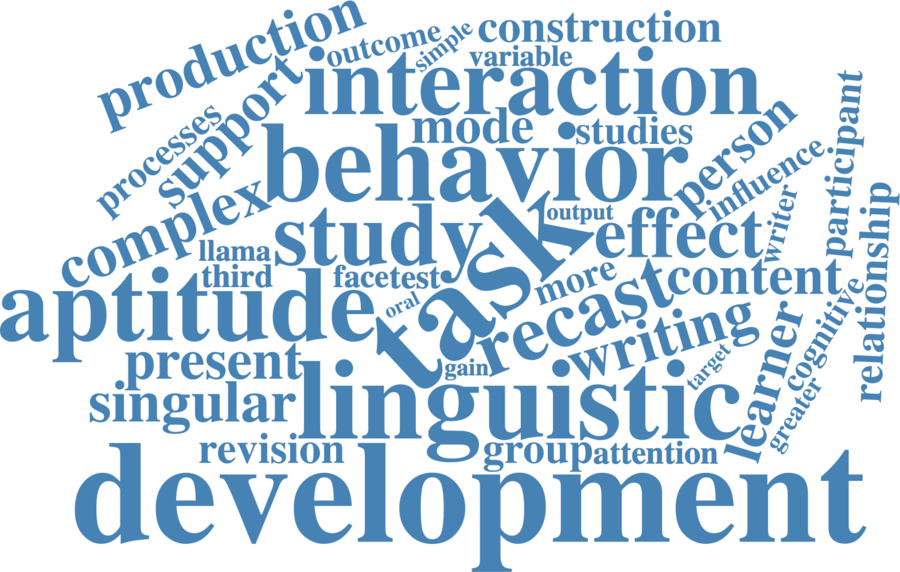 production
outcome
simple
construction
variable
interaction
support
processes
mode
studies
behavior
person
influence
participant
complex
study
output
effect
writer
relationship
llama
third
facet
test
task
more
content
aptitude
oral
recast
writing
cognitive
learner
present
gain
target
greater
singular
linguistic
revision
group
attention
development